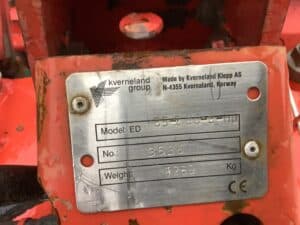 kverneland
group
Made by Kverneland Klepp AS
N-4355 Kvernaland, Norway
Model: ED
No.:
Weight: Kg
CE